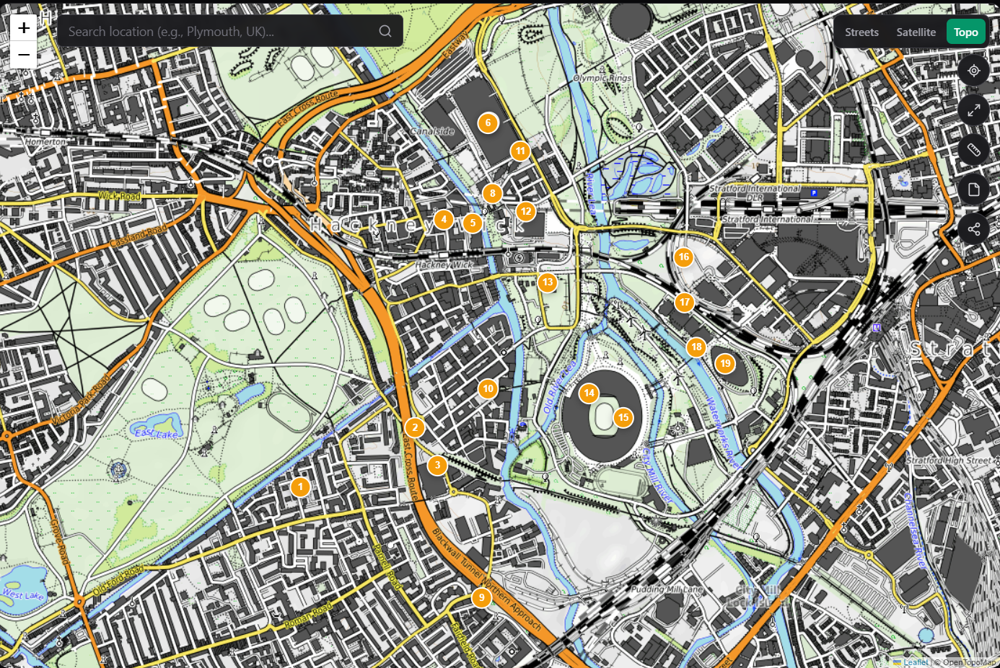 +
−
Search location (e.g., Plymouth, UK)...
Streets
Satellite
Topo
Eastway
Olympic Rings
East Cross Route
6
Canalside
Homerton
11
River Lea
Stratford International
DLR
P
Wick Road
8
12
4
5
Hackney Wick
Stratford International
Cassland Road
16
Hackney Wick
13
17
18
19
Strat
Victoria Park Road
10
Old River Lea
14
15
Waterworks River
East Lake
2
East Cross Route
3
City Mill River
Stratford High Street
1
Grove Road
Channelsea River
Old Ford Road
Parnell Road
Blackwall Tunnel Northern Approach
West Lake
9
Pudding Mill Lane
City Mill
Lock
Roman Road
Fairfield Road
Leaflet | © OpenTopoMap